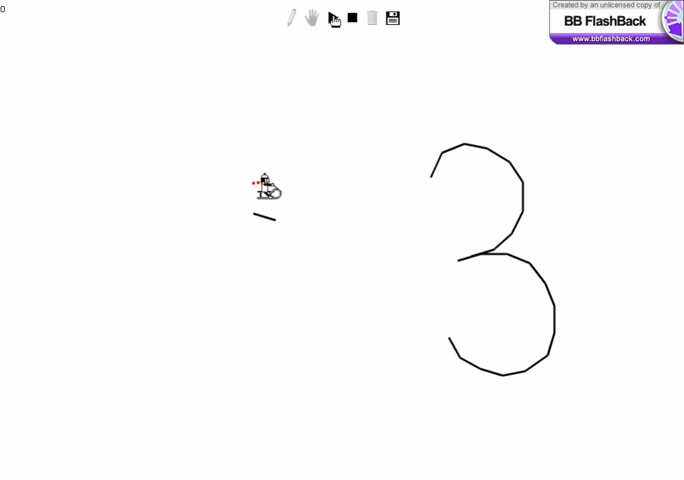 0
Created by an unlicensed copy of
BB FlashBack
www.bbflashback.com
3